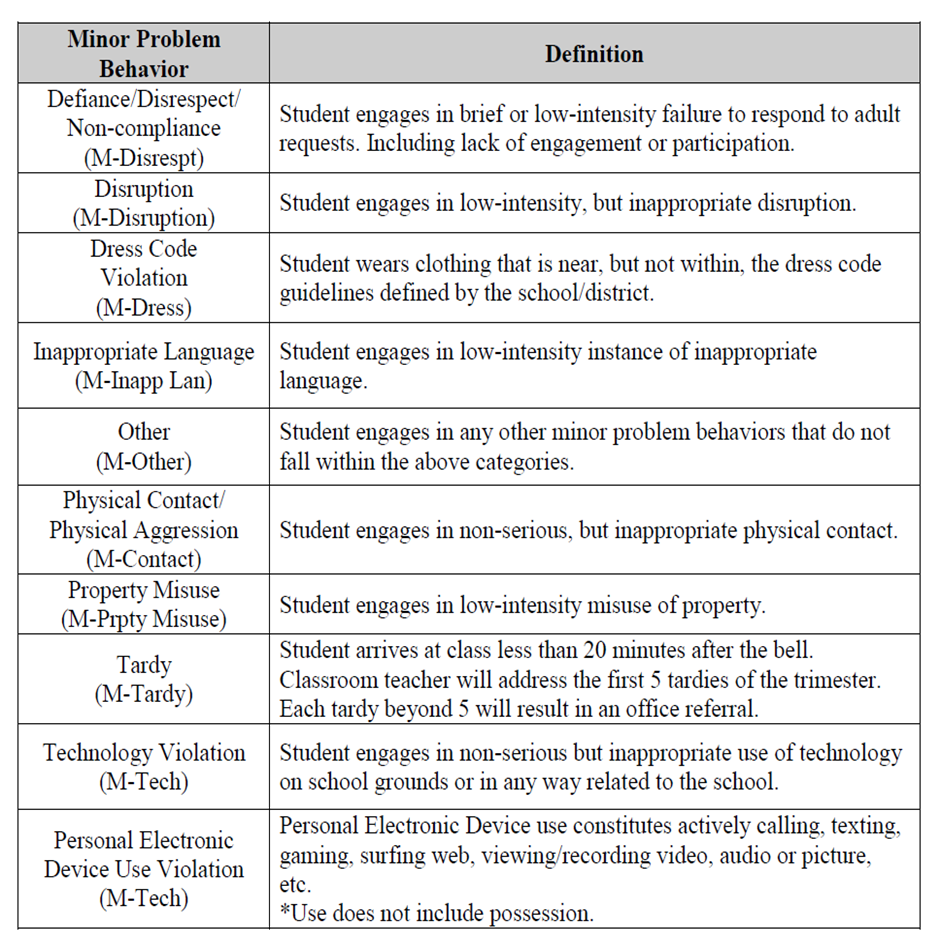 Minor Problem
Behavior
Definition
Defiance/Disrespect/
Non-compliance
(M-Disrespt)
Student engages in brief or low-intensity failure to respond to adult
requests. Including lack of engagement or participation.
Disruption
(M-Disruption)
Student engages in low-intensity, but inappropriate disruption.
Dress Code
Violation
(M-Dress)
Student wears clothing that is near, but not within, the dress code
guidelines defined by the school/district.
Inappropriate Language
(M-Inapp Lan)
Student engages in low-intensity instance of inappropriate
language.
Other
(M-Other)
Student engages in any other minor problem behaviors that do not
fall within the above categories.
Physical Contact/
Physical Aggression
(M-Contact)
Student engages in non-serious, but inappropriate physical contact.
Property Misuse
(M-Prpty Misuse)
Student engages in low-intensity misuse of property.
Tardy
(M-Tardy)
Student arrives at class less than 20 minutes after the bell.
Classroom teacher will address the first 5 tardies of the trimester.
Each tardy beyond 5 will result in an office referral.
Technology Violation
(M-Tech)
Student engages in non-serious but inappropriate use of technology
on school grounds or in any way related to the school.
Personal Electronic
Device Use Violation
(M-Tech)
Personal Electronic Device use constitutes actively calling, texting,
gaming, surfing web, viewing/recording video, audio or picture,
etc.
*Use does not include possession.